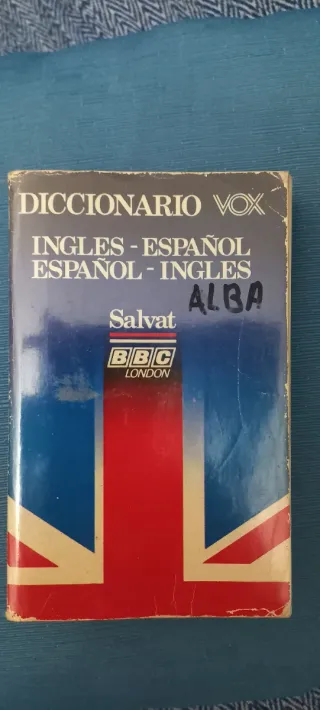 DICCIONARIO VOX
INGLES - ESPAÑOL
ESPAÑOL - INGLES
ALBA
Salvat
BBC
LONDON